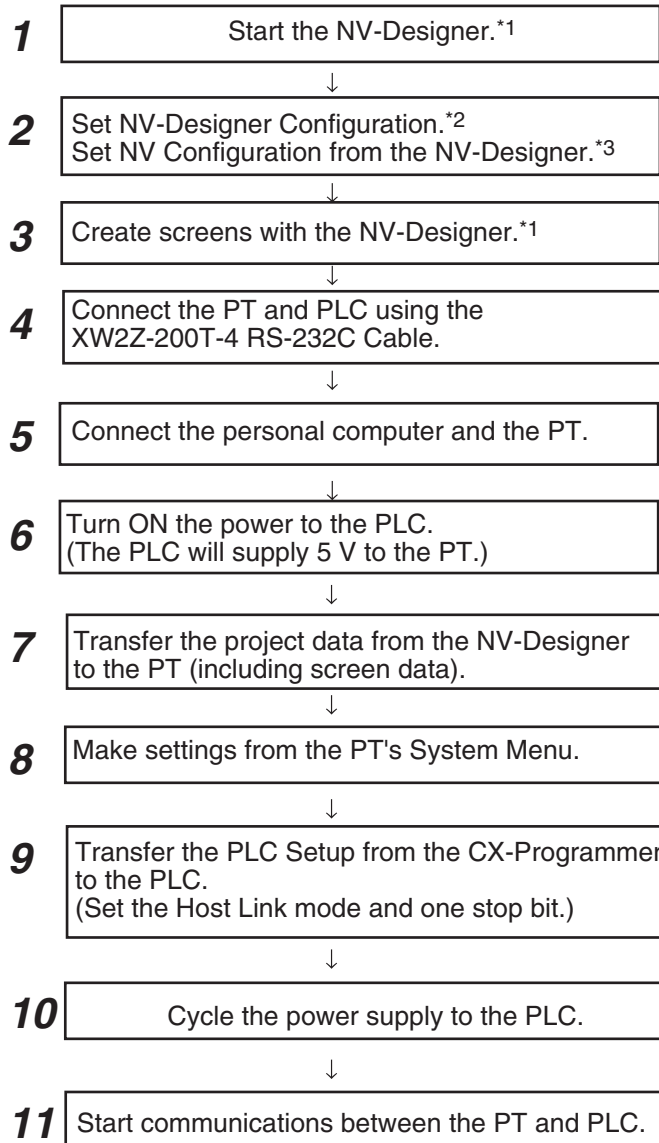 1 Start the NV-Designer.*1
↓
2 Set NV-Designer Configuration.*2
Set NV Configuration from the NV-Designer.*3
↓
3 Create screens with the NV-Designer.*1
↓
4 Connect the PT and PLC using the
XW2Z-200T-4 RS-232C Cable.
↓
5 Connect the personal computer and the PT.
↓
6 Turn ON the power to the PLC.
(The PLC will supply 5 V to the PT.)
↓
7 Transfer the project data from the NV-Designer
to the PT (including screen data).
↓
8 Make settings from the PT's System Menu.
↓
9 Transfer the PLC Setup from the CX-Programmer
to the PLC.
(Set the Host Link mode and one stop bit.)
↓
10 Cycle the power supply to the PLC.
↓
11 Start communications between the PT and PLC.